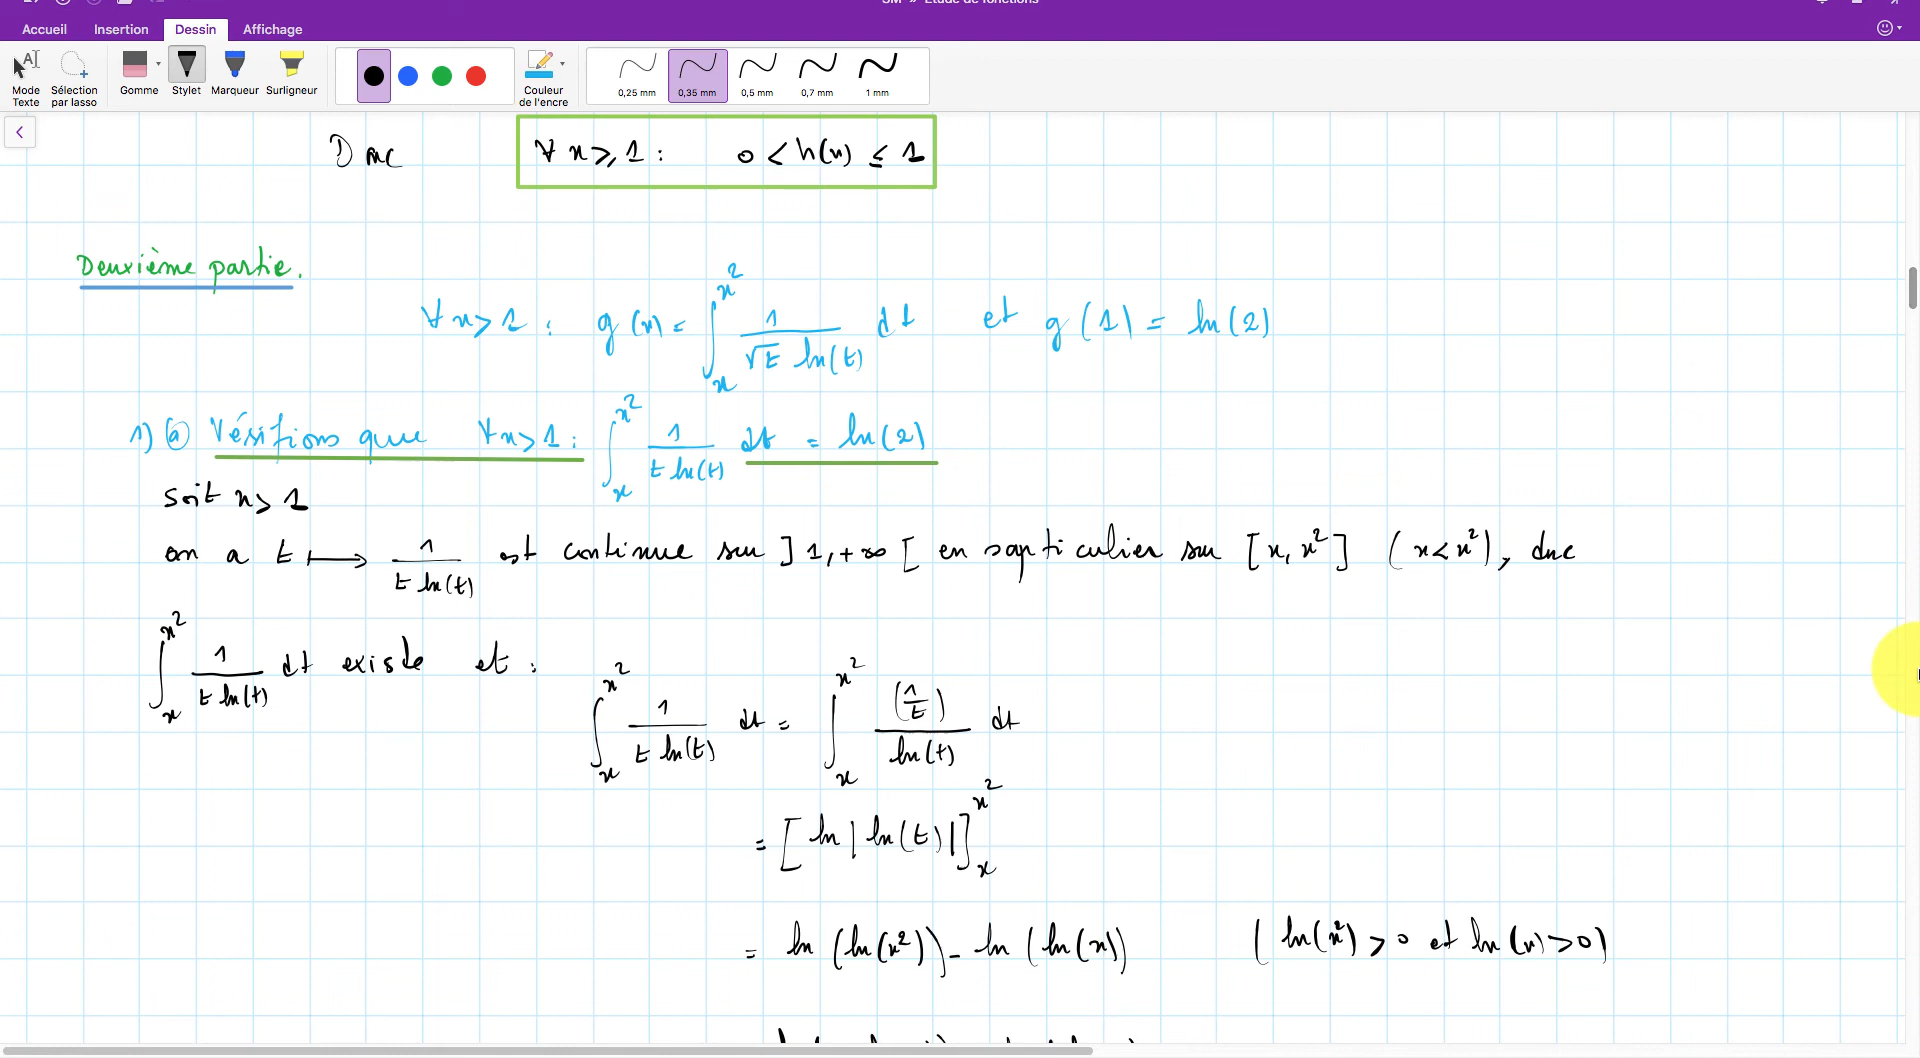 SM » Etude de fonctions
Accueil Insertion Dessin Affichage
Mode Texte Sélection par lasso Gomme Stylet Marqueur Surligneur Couleur de l'encre 0,25 mm 0,35 mm 0,5 mm 0,7 mm 1 mm
Donc ∀ x ≥ 1 : 0 < h(x) ≤ 1
Deuxième partie.
∀ x > 1 : g(x) = ∫_x^{x²} 1/(√t ln(t)) dt et g(1) = ln(2)
1) ⓐ Vérifions que ∀ x > 1 : ∫_x^{x²} 1/(t ln(t)) dt = ln(2)
soit x > 1
on a t ⟼ 1/(t ln(t)) est continue sur ]1, +∞[ en particulier sur [x, x²] (x < x²), donc
∫_x^{x²} 1/(t ln(t)) dt existe et :
∫_x^{x²} 1/(t ln(t)) dt = ∫_x^{x²} (1/t)/ln(t) dt
= [ln|ln(t)|]_x^{x²}
= ln(ln(x²)) - ln(ln(x)) (ln(x²) > 0 et ln(x) > 0)